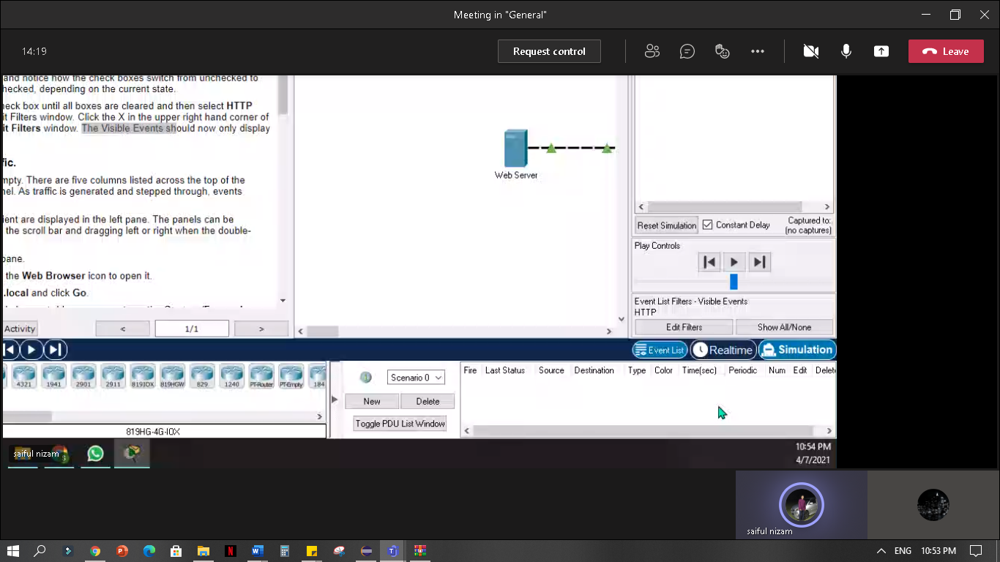 Meeting in "General"
14:19
Request control
Leave
and notice how the check boxes switch from unchecked to
hecked, depending on the current state.
neck box until all boxes are cleared and then select HTTP
it Filters window. Click the X in the upper right hand corner of
it Filters window. The Visible Events should now only display
fic.
mpty. There are five columns listed across the top of the
nel. As traffic is generated and stepped through, events
ient are displayed in the left pane. The panels can be
the scroll bar and dragging left or right when the double-
pane.
the Web Browser icon to open it.
.local and click Go.
Activity
<
1/1
>
Web Server
Reset Simulation
Constant Delay
Captured to:
(no captures)
Play Controls
Event List Filters - Visible Events
HTTP
Edit Filters
Show All/None
Event List
Realtime
Simulation
4321
1941
2901
2911
819IOX
819HGW
829
1240
PT-Router
PT-Empty
184
819HG-4G-IOX
Scenario 0
New
Delete
Toggle PDU List Window
Fire Last Status Source Destination Type Color Time(sec) Periodic Num Edit Delet
saiful nizam
3
10:54 PM
4/7/2021
saiful nizam
ENG
10:53 PM